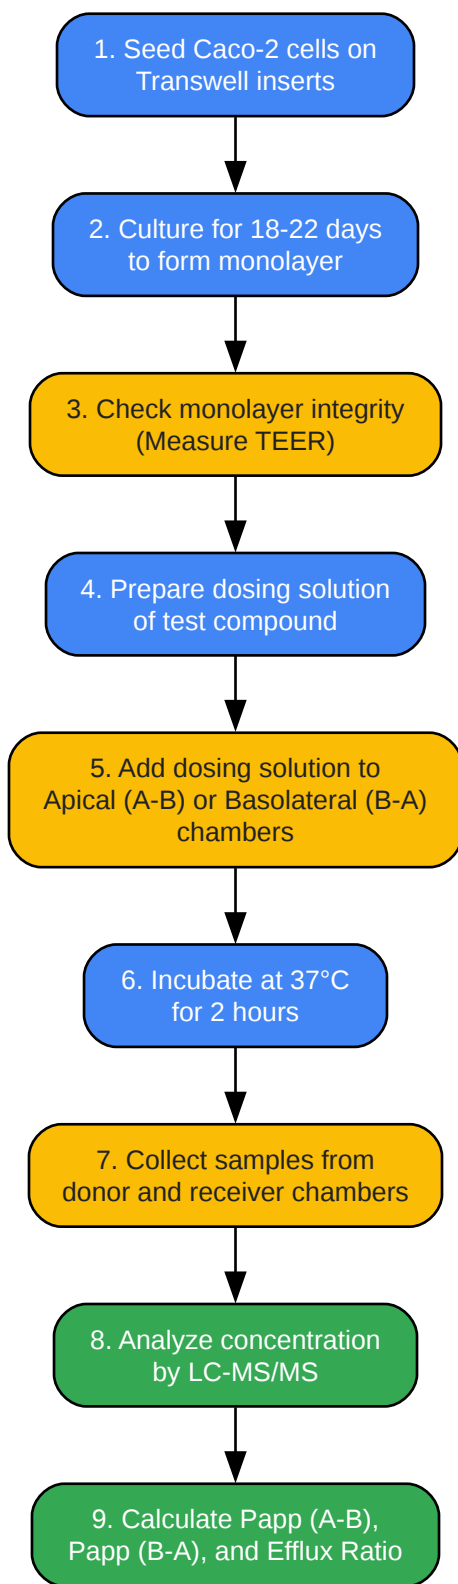 1. Seed Caco-2 cells on
Transwell inserts
2. Culture for 18-22 days
to form monolayer
3. Check monolayer integrity
(Measure TEER)
4. Prepare dosing solution
of test compound
5. Add dosing solution to
Apical (A-B) or Basolateral (B-A)
chambers
6. Incubate at 37°C
for 2 hours
7. Collect samples from
donor and receiver chambers
8. Analyze concentration
by LC-MS/MS
9. Calculate Papp (A-B),
Papp (B-A), and Efflux Ratio